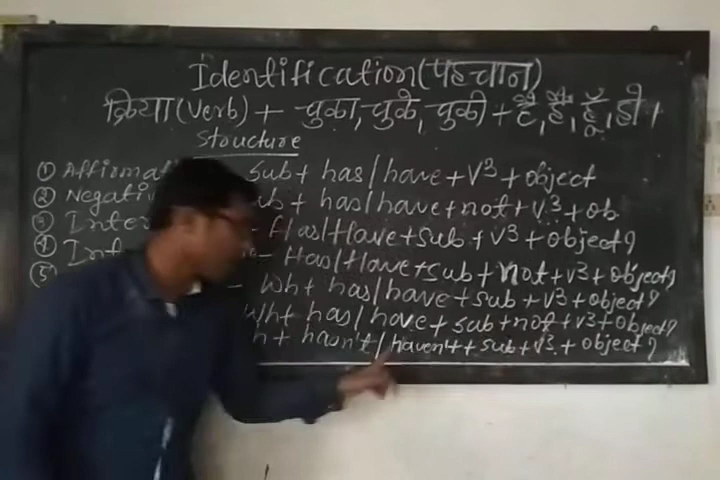 Identification (पहचान)
क्रिया (Verb) + चुका, चुके, चुकी + है, हैं, हूँ, हो।
Structure
① Affirmat sub + has/have + V³ + object
② Negati ub + has/have + not + V³ + ob
③ Inter - Has/Have + sub + V³ + object?
④ Int - Has/Have + sub + not + V³ + object?
⑤ - Wh + has/have + sub + V³ + object?
Wh + has/have + sub + not + V³ + object?
h + hasn't/haven't + sub + V³ + object?